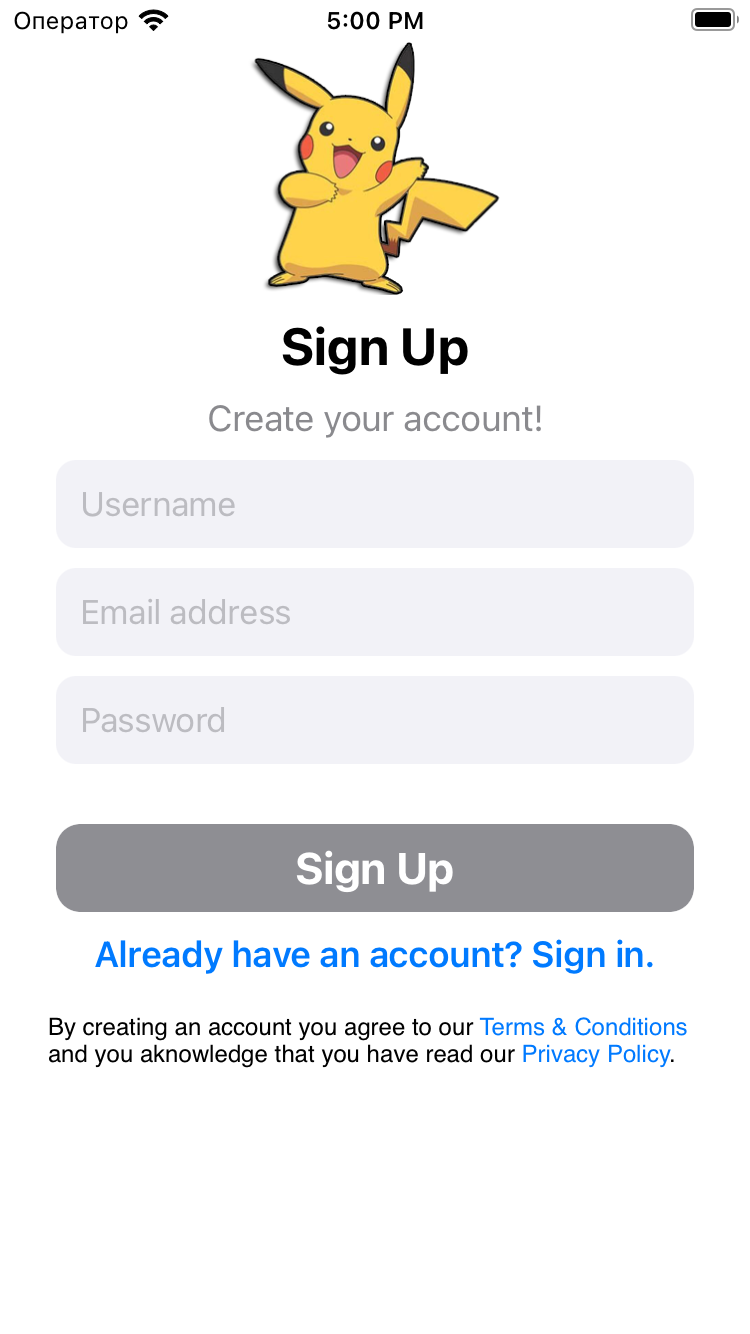 Оператор 5:00 PM
Sign Up
Create your account!
Username
Email address
Password
Sign Up
Already have an account? Sign in.
By creating an account you agree to our Terms & Conditions
and you aknowledge that you have read our Privacy Policy.